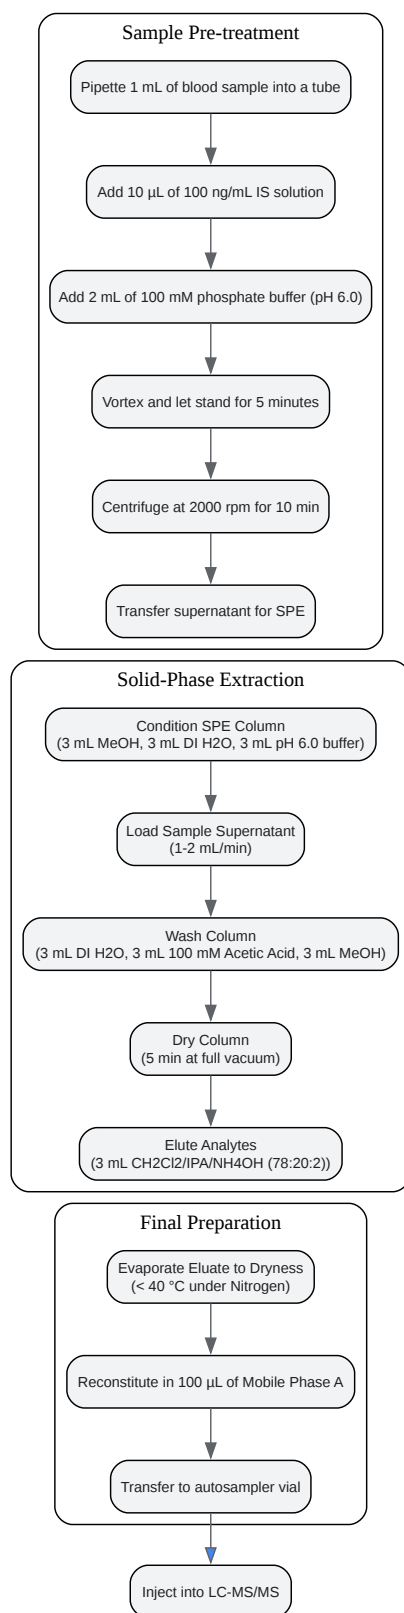 Sample Pre-treatment
Pipette 1 mL of blood sample into a tube
Add 10 µL of 100 ng/mL IS solution
Add 2 mL of 100 mM phosphate buffer (pH 6.0)
Vortex and let stand for 5 minutes
Centrifuge at 2000 rpm for 10 min
Transfer supernatant for SPE
Solid-Phase Extraction
Condition SPE Column
(3 mL MeOH, 3 mL DI H2O, 3 mL pH 6.0 buffer)
Load Sample Supernatant
(1-2 mL/min)
Wash Column
(3 mL DI H2O, 3 mL 100 mM Acetic Acid, 3 mL MeOH)
Dry Column
(5 min at full vacuum)
Elute Analytes
(3 mL CH2Cl2/IPA/NH4OH (78:20:2))
Final Preparation
Evaporate Eluate to Dryness
(< 40 °C under Nitrogen)
Reconstitute in 100 µL of Mobile Phase A
Transfer to autosampler vial
Inject into LC-MS/MS